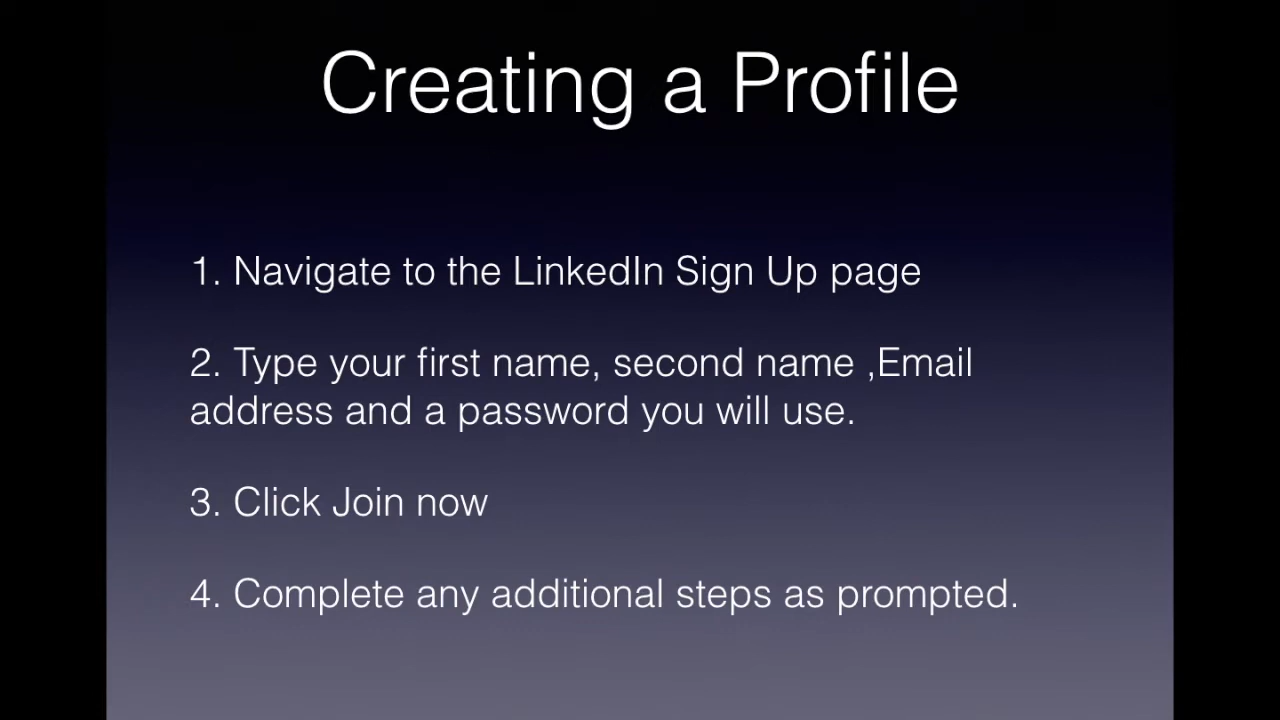 Creating a Profile
1. Navigate to the LinkedIn Sign Up page
2. Type your first name, second name ,Email
address and a password you will use.
3. Click Join now
4. Complete any additional steps as prompted.